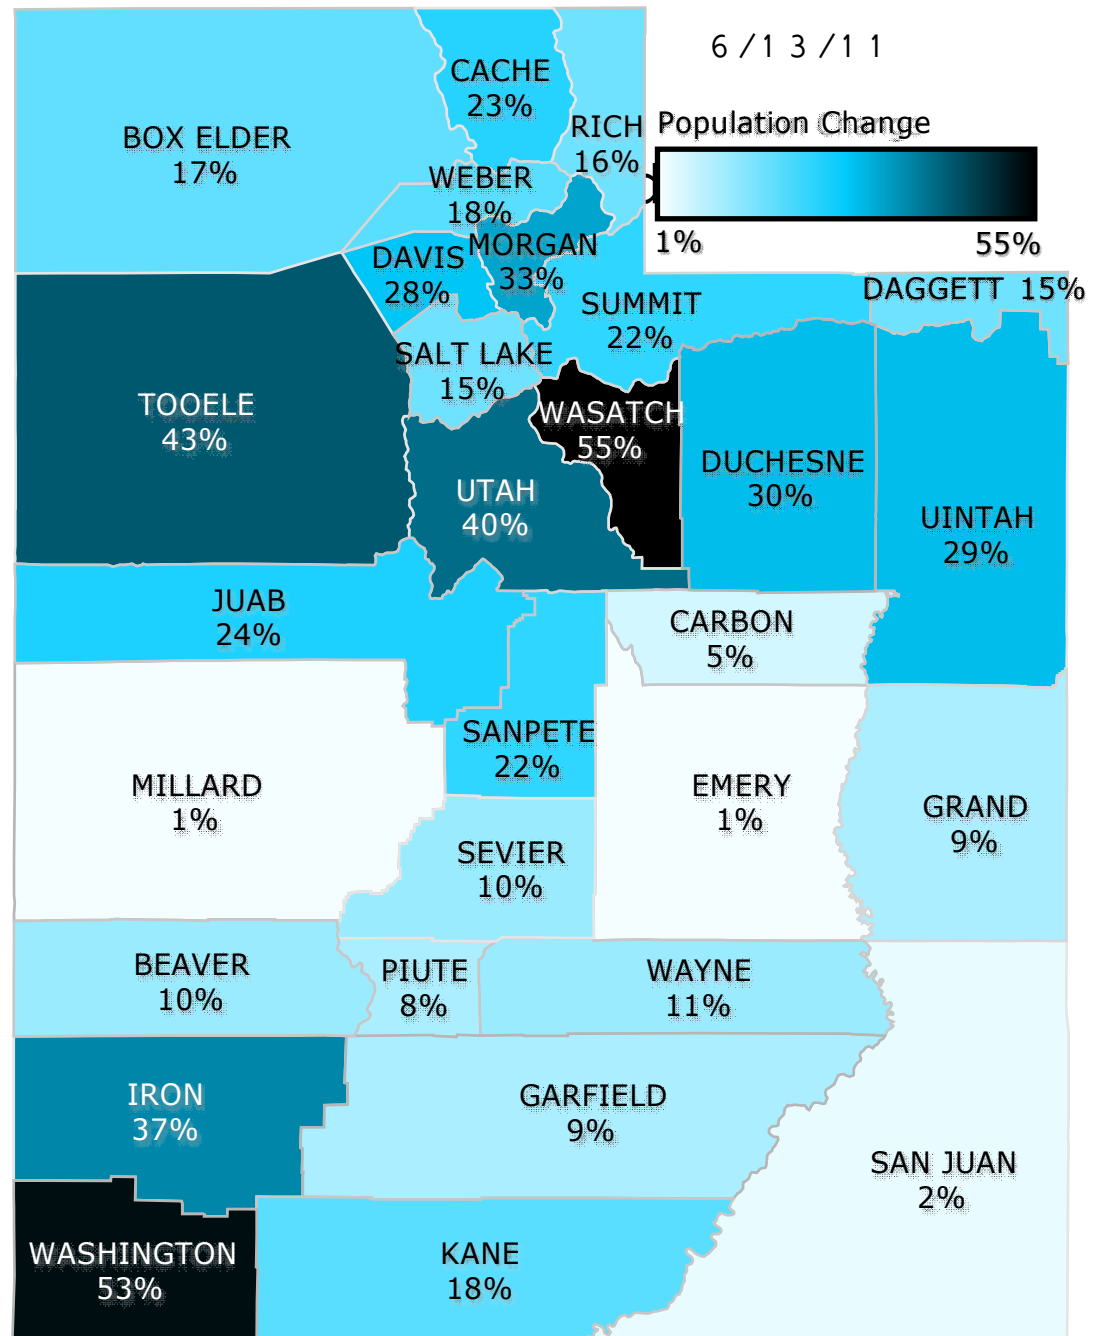 6/13/11
CACHE
23%
Population Change
BOX ELDER
17%
RICH
16%
WEBER
18%
1%
55%
DAVIS
28%
MORGAN
33%
DAGGETT 15%
SUMMIT
22%
SALT LAKE
15%
TOOELE
43%
WASATCH
55%
DUCHESNE
30%
UTAH
40%
UINTAH
29%
JUAB
24%
CARBON
5%
SANPETE
22%
MILLARD
1%
EMERY
1%
GRAND
9%
SEVIER
10%
BEAVER
10%
PIUTE
8%
WAYNE
11%
IRON
37%
GARFIELD
9%
SAN JUAN
2%
WASHINGTON
53%
KANE
18%